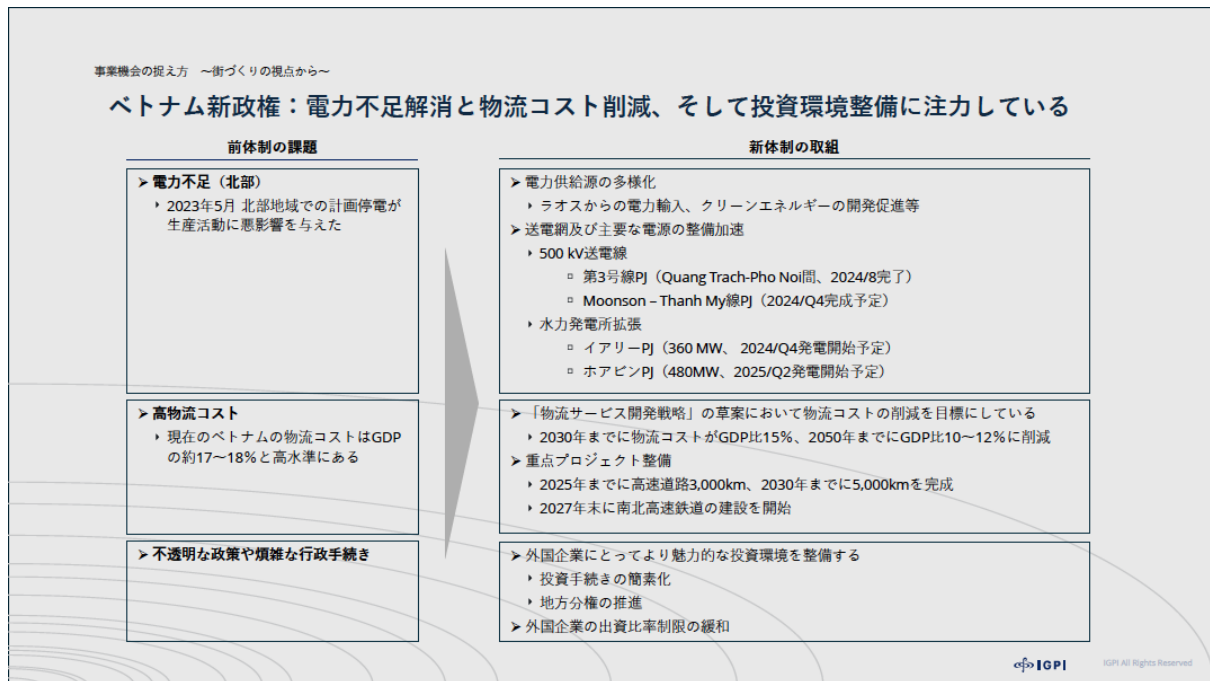 事業機会の捉え方　～街づくりの視点から～
ベトナム新政権：電力不足解消と物流コスト削減、そして投資環境整備に注力している
前体制の課題
新体制の取組
➢ 電力不足（北部）
‣ 2023年5月 北部地域での計画停電が
生産活動に悪影響を与えた
➢ 電力供給源の多様化
‣ ラオスからの電力輸入、クリーンエネルギーの開発促進等
➢ 送電網及び主要な電源の整備加速
‣ 500 kV送電線
▫ 第3号線PJ（Quang Trach-Pho Noi間、2024/8完了）
▫ Moonson – Thanh My線PJ（2024/Q4完成予定）
‣ 水力発電所拡張
▫ イアリーPJ（360 MW、 2024/Q4発電開始予定）
▫ ホアビンPJ（480MW、2025/Q2発電開始予定）
➢ 高物流コスト
‣ 現在のベトナムの物流コストはGDP
の約17～18%と高水準にある
➢ 「物流サービス開発戦略」の草案において物流コストの削減を目標にしている
‣ 2030年までに物流コストがGDP比15%、2050年までにGDP比10～12%に削減
➢ 重点プロジェクト整備
‣ 2025年までに高速道路3,000km、2030年までに5,000kmを完成
‣ 2027年末に南北高速鉄道の建設を開始
➢ 不透明な政策や煩雑な行政手続き
➢ 外国企業にとってより魅力的な投資環境を整備する
‣ 投資手続きの簡素化
‣ 地方分権の推進
➢ 外国企業の出資比率制限の緩和
IGPI
IGPI All Rights Reserved